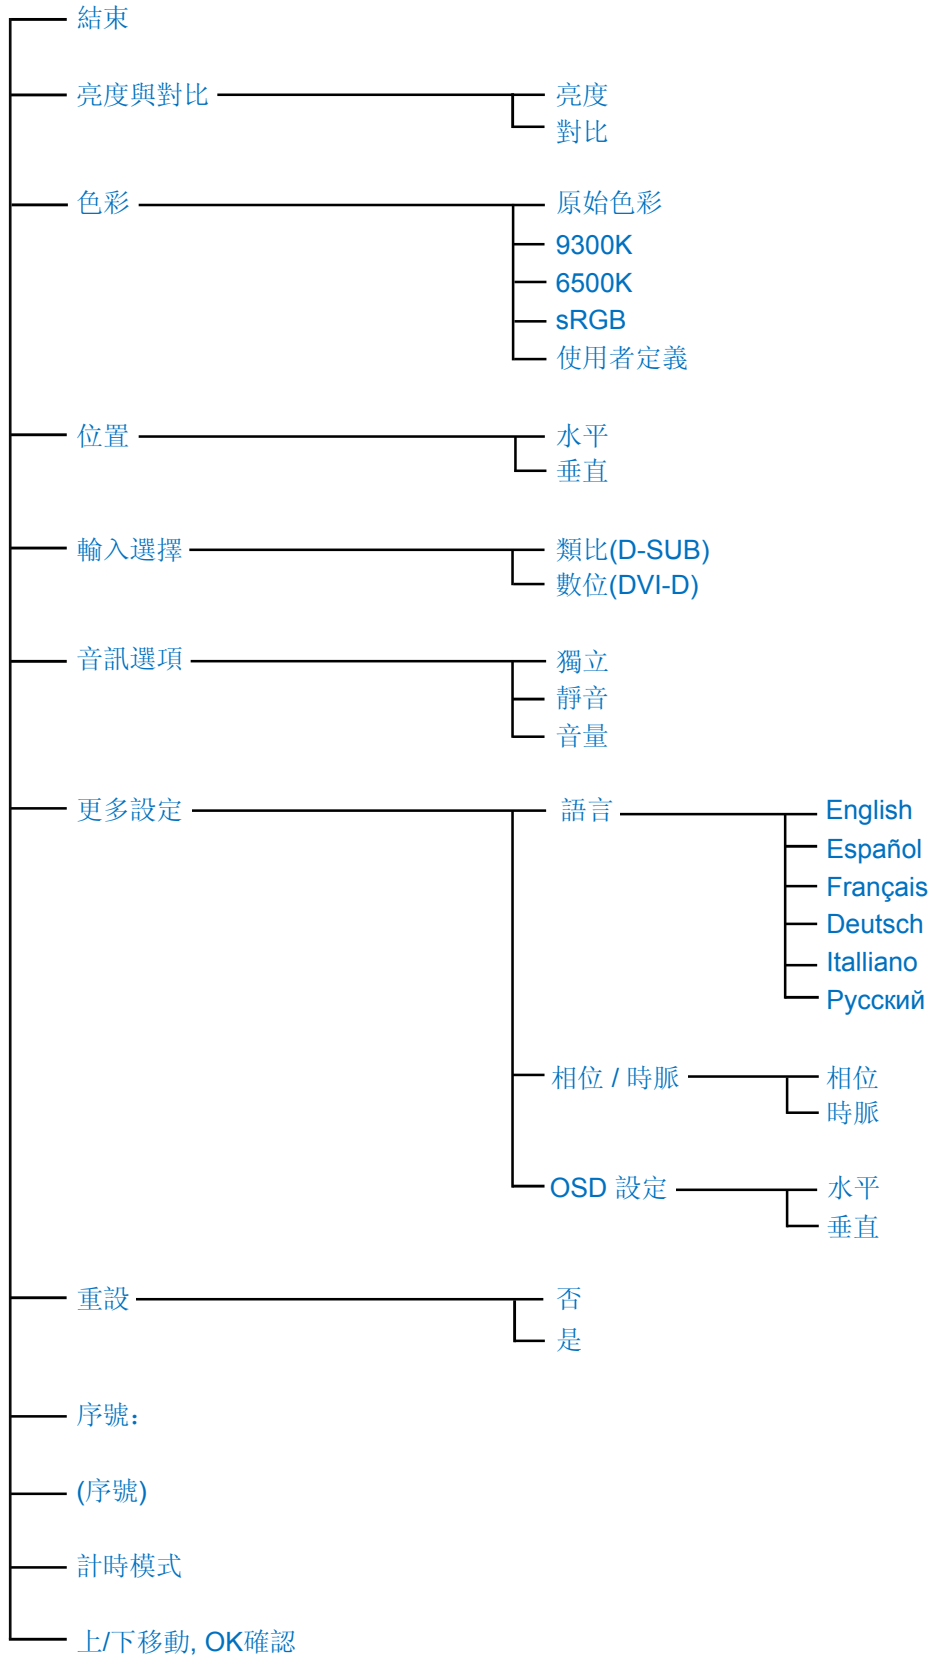 結束
亮度與對比
亮度
對比
色彩
原始色彩
9300K
6500K
sRGB
使用者定義
位置
水平
垂直
輸入選擇
類比(D-SUB)
數位(DVI-D)
音訊選項
獨立
靜音
音量
更多設定
語言
English
Español
Français
Deutsch
Italliano
Русский
相位 / 時脈
相位
時脈
OSD 設定
水平
垂直
重設
否
是
序號：
(序號)
計時模式
上/下移動, OK確認